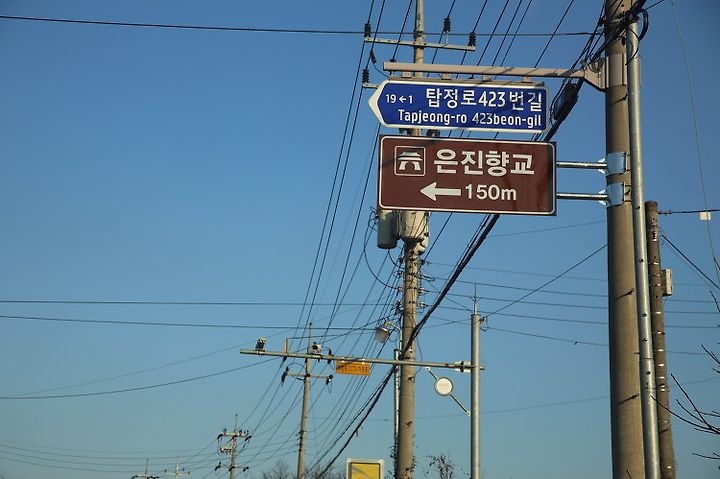 19←1 탑정로423번길
Tapjeong-ro 423beon-gil
은진향교
← 150m